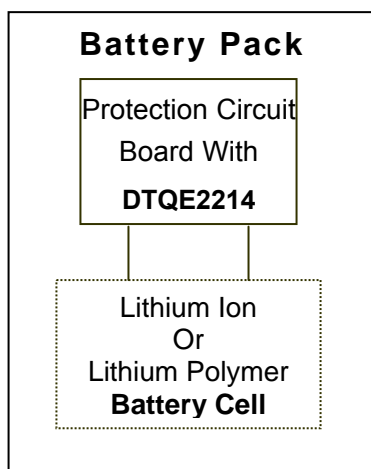 Battery Pack
Protection Circuit
Board With
DTQE2214
Lithium Ion
Or
Lithium Polymer
Battery Cell